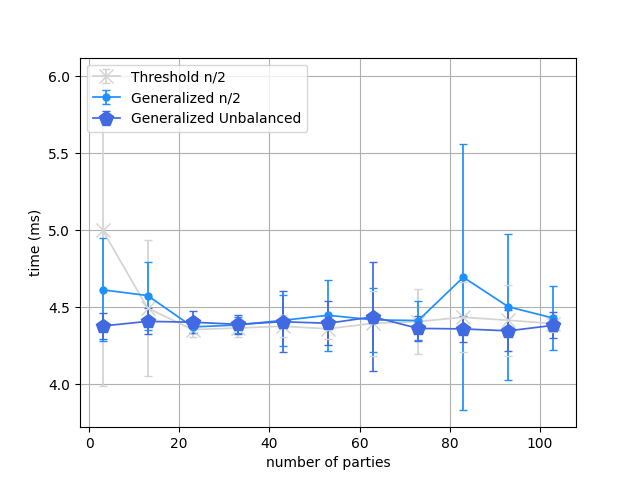 6.0
5.5
5.0
4.5
4.0
time (ms)
Threshold n/2
Generalized n/2
Generalized Unbalanced
0 20 40 60 80 100
number of parties